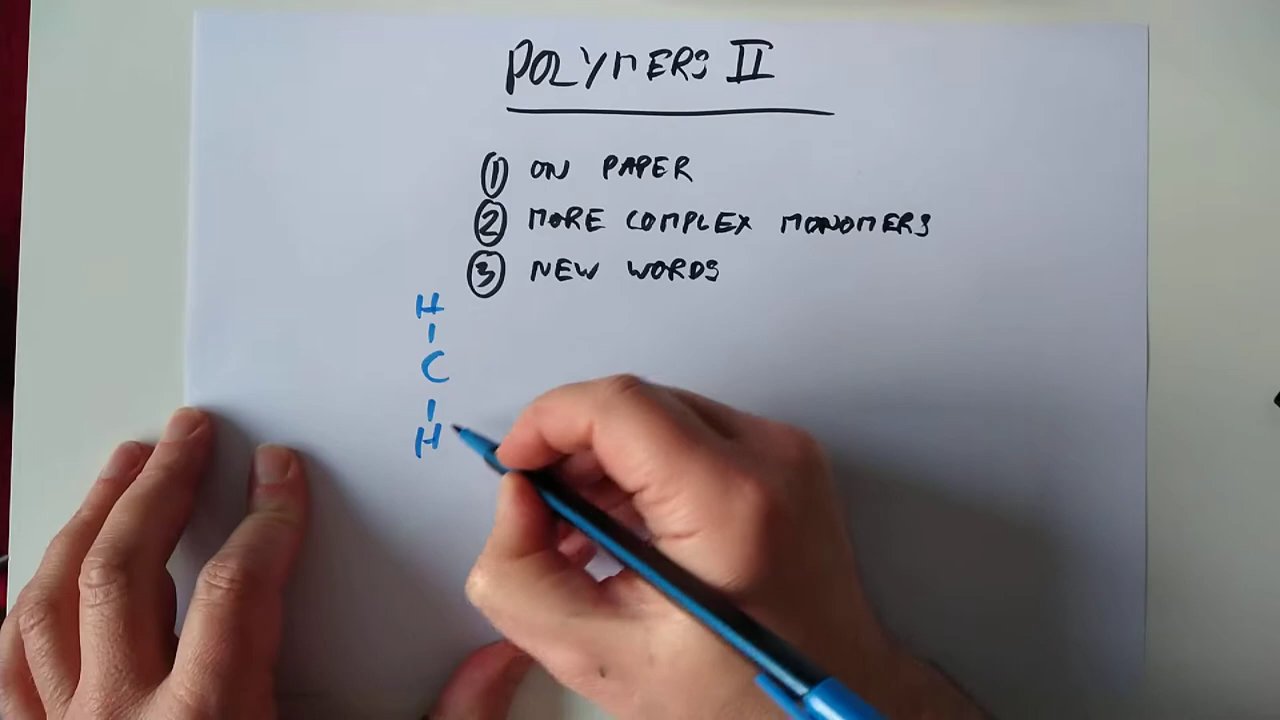 POLYMERS II
① ON PAPER
② MORE COMPLEX MONOMERS
③ NEW WORDS
H
|
C
|
H